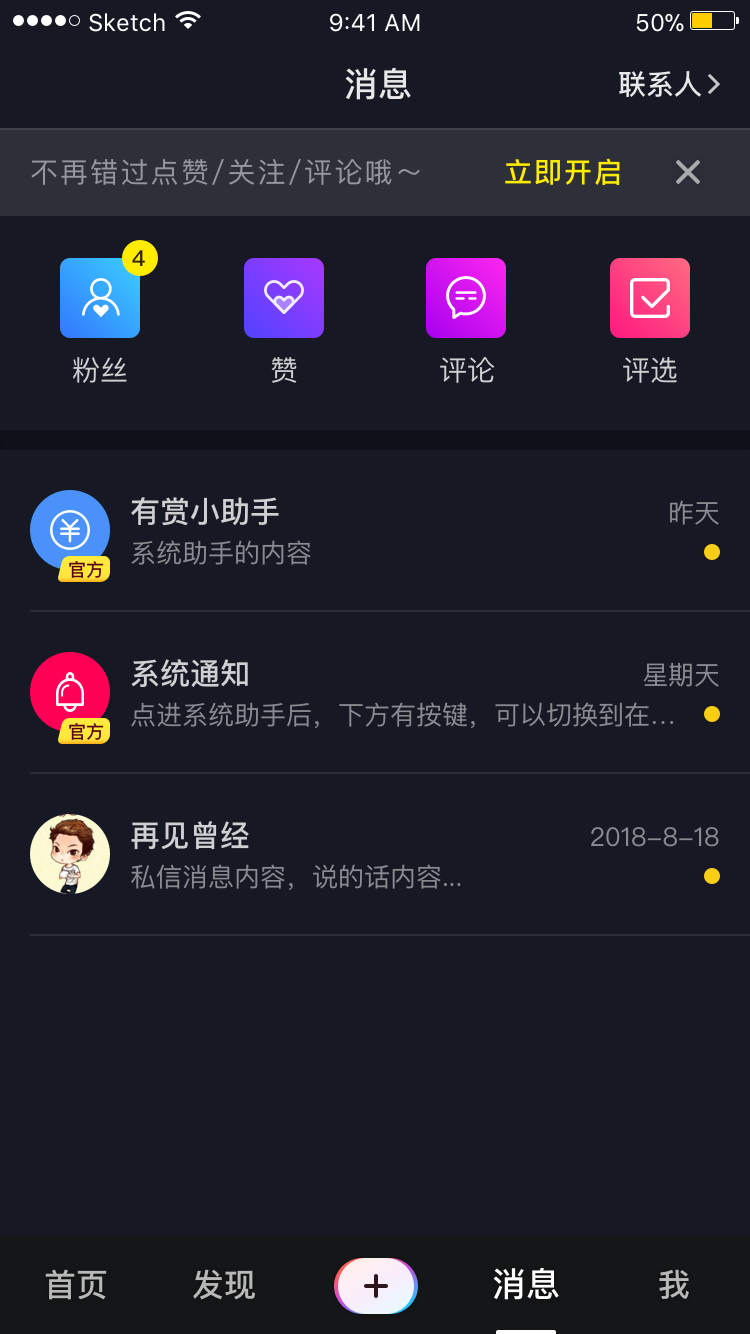 Sketch 9:41 AM 50%
消息 联系人
不再错过点赞/关注/评论哦～ 立即开启
4
粉丝 赞 评论 评选
有赏小助手 昨天
系统助手的内容
官方
系统通知 星期天
点进系统助手后，下方有按键，可以切换到在...
官方
再见曾经 2018-8-18
私信消息内容，说的话内容...
首页 发现 消息 我